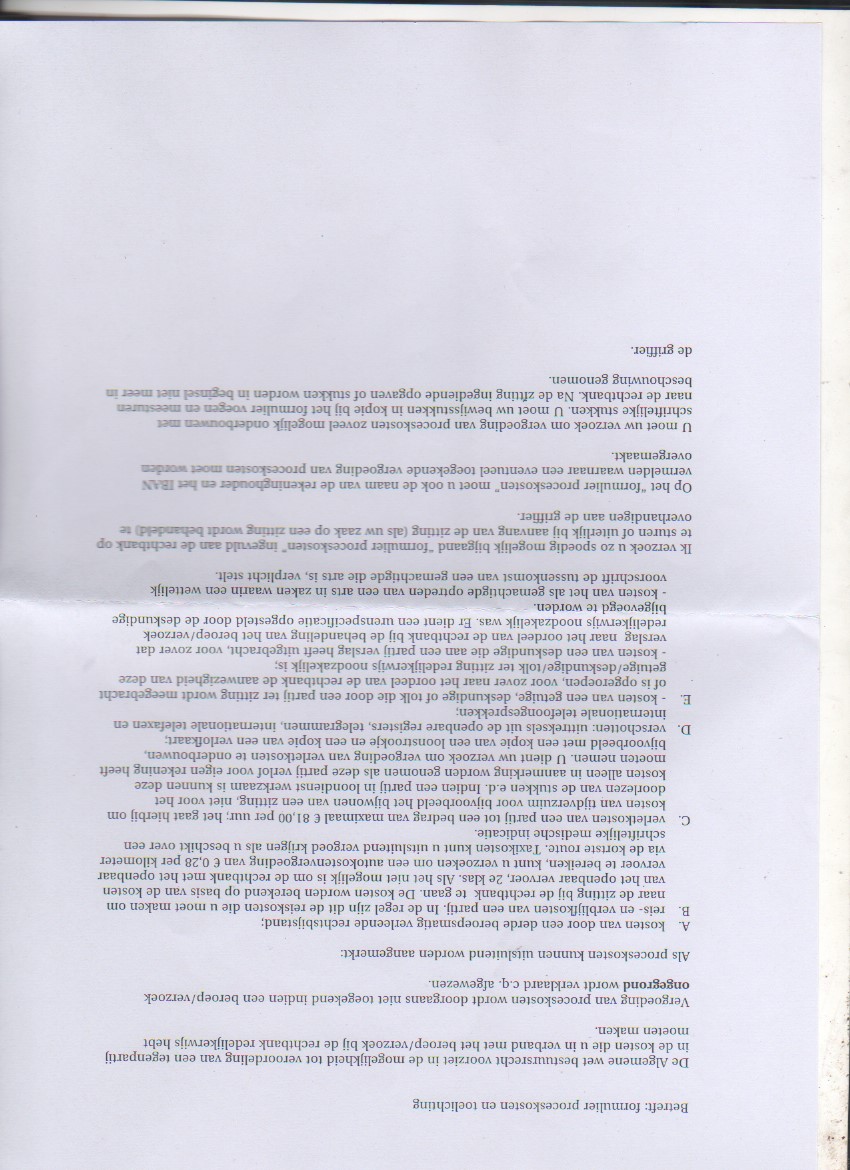 Betreft: formulier proceskosten en toelichting
De Algemene wet bestuursrecht voorziet in de mogelijkheid tot veroordeling van een tegenpartij
in de kosten die u in verband met het beroep/verzoek bij de rechtbank redelijkerwijs hebt
moeten maken.
Vergoeding van proceskosten wordt doorgaans niet toegekend indien een beroep/verzoek
ongegrond wordt verklaard c.q. afgewezen.
Als proceskosten kunnen uitsluitend worden aangemerkt:
A. kosten van door een derde beroepsmatig verleende rechtsbijstand;
B. reis- en verblijfkosten van een partij. In de regel zijn dit de reiskosten die u moet maken om
naar de zitting bij de rechtbank te gaan. De kosten worden berekend op basis van de kosten
van het openbaar vervoer, 2e klas. Als het niet mogelijk is om de rechtbank met het openbaar
vervoer te bereiken, kunt u verzoeken om een autokostenvergoeding van € 0,28 per kilometer
via de kortste route. Taxikosten kunt u uitsluitend vergoed krijgen als u beschikt over een
schriftelijke medische indicatie.
C. verletkosten van een partij tot een bedrag van maximaal € 81,00 per uur; het gaat hierbij om
kosten van tijdverzuim voor bijvoorbeeld het bijwonen van een zitting, niet voor het
doorlezen van de stukken e.d. Indien een partij in loondienst werkzaam is kunnen deze
kosten alleen in aanmerking worden genomen als deze partij verlof voor eigen rekening heeft
moeten nemen. U dient uw verzoek om vergoeding van verletkosten te onderbouwen,
bijvoorbeeld met een kopie van een loonstrookje en een kopie van een verlofkaart;
D. verschotten: uittreksels uit de openbare registers, telegrammen, internationale telefaxen en
internationale telefoongesprekken;
E. - kosten van een getuige, deskundige of tolk die door een partij ter zitting wordt meegebracht
of is opgeroepen, voor zover naar het oordeel van de rechtbank de aanwezigheid van deze
getuige/deskundige/tolk ter zitting redelijkerwijs noodzakelijk is;
- kosten van een deskundige die aan een partij verslag heeft uitgebracht, voor zover dat
verslag naar het oordeel van de rechtbank bij de behandeling van het beroep/verzoek
redelijkerwijs noodzakelijk was. Er dient een urenspecificatie opgesteld door de deskundige
bijgevoegd te worden.
- kosten van het als gemachtigde optreden van een arts in zaken waarin een wettelijk
voorschrift de tussenkomst van een gemachtigde die arts is, verplicht stelt.
Ik verzoek u zo spoedig mogelijk bijgaand "formulier proceskosten" ingevuld aan de rechtbank op
te sturen of uiterlijk bij aanvang van de zitting (als uw zaak op een zitting wordt behandeld) te
overhandigen aan de griffier.
Op het "formulier proceskosten" moet u ook de naam van de rekeninghouder en het IBAN
vermelden waarnaar een eventueel toegekende vergoeding van proceskosten moet worden
overgemaakt.
U moet uw verzoek om vergoeding van proceskosten zoveel mogelijk onderbouwen met
schriftelijke stukken. U moet uw bewijsstukken in kopie bij het formulier voegen en meesturen
naar de rechtbank. Na de zitting ingediende opgaven of stukken worden in beginsel niet meer in
beschouwing genomen.
de griffier.